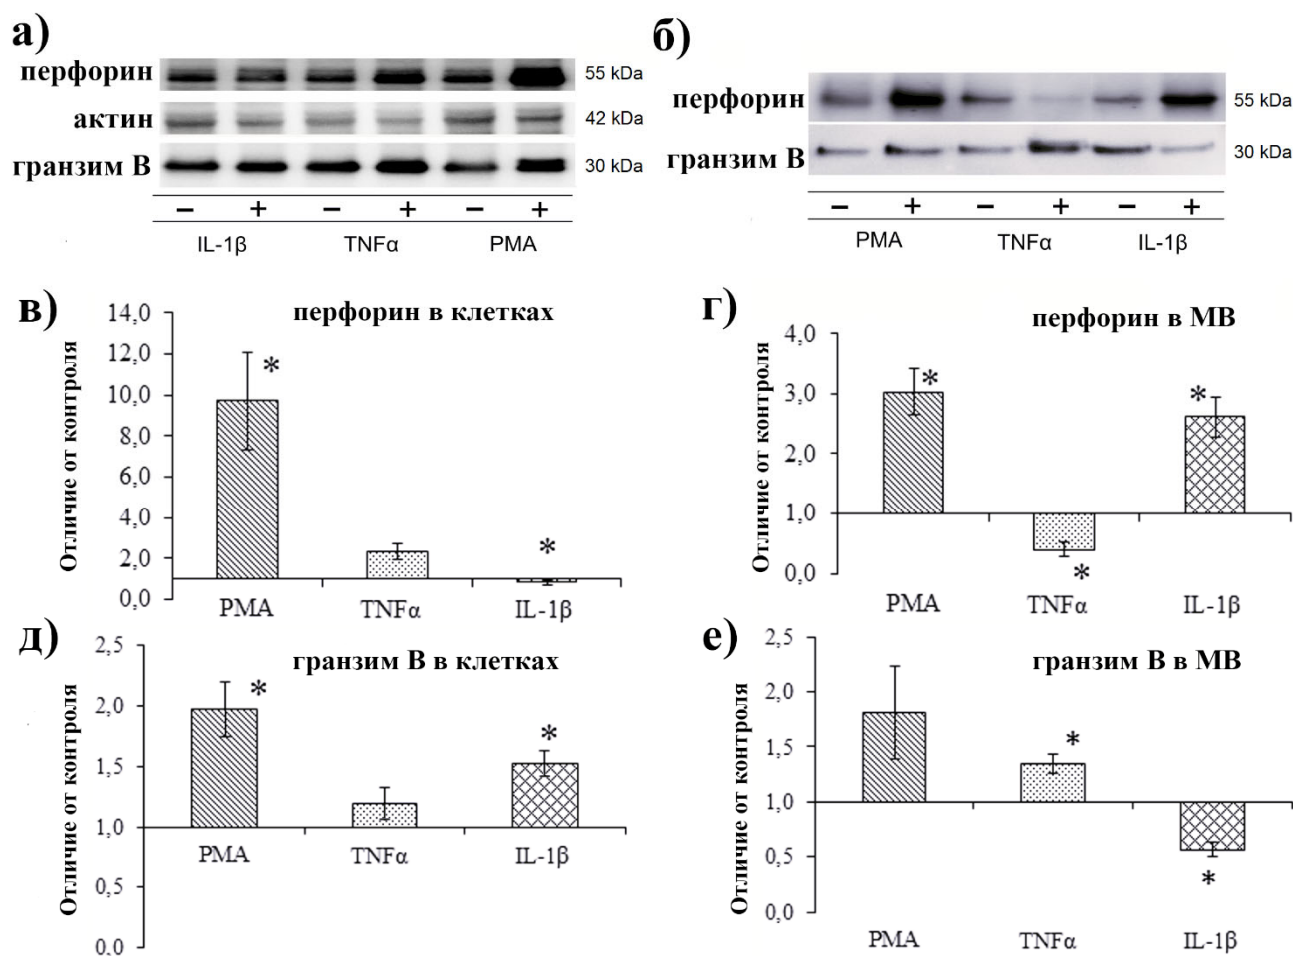 а)
перфорин 55 kDa
актин 42 kDa
гранзим В 30 kDa
− + − + − +
IL-1β TNFα PMA
б)
перфорин 55 kDa
гранзим В 30 kDa
− + − + − +
PMA TNFα IL-1β
в)
перфорин в клетках
Отличие от контроля
14,0
12,0
10,0
8,0
6,0
4,0
2,0
0,0
*
*
PMA TNFα IL-1β
г)
перфорин в МВ
Отличие от контроля
4,0
3,0
2,0
1,0
0,0
* *
*
PMA TNFα IL-1β
д)
гранзим В в клетках
Отличие от контроля
2,5
2,0
1,5
1,0
0,5
0,0
*
*
PMA TNFα IL-1β
е)
гранзим В в МВ
Отличие от контроля
2,5
2,0
1,5
1,0
0,5
0,0
*
*
PMA TNFα IL-1β